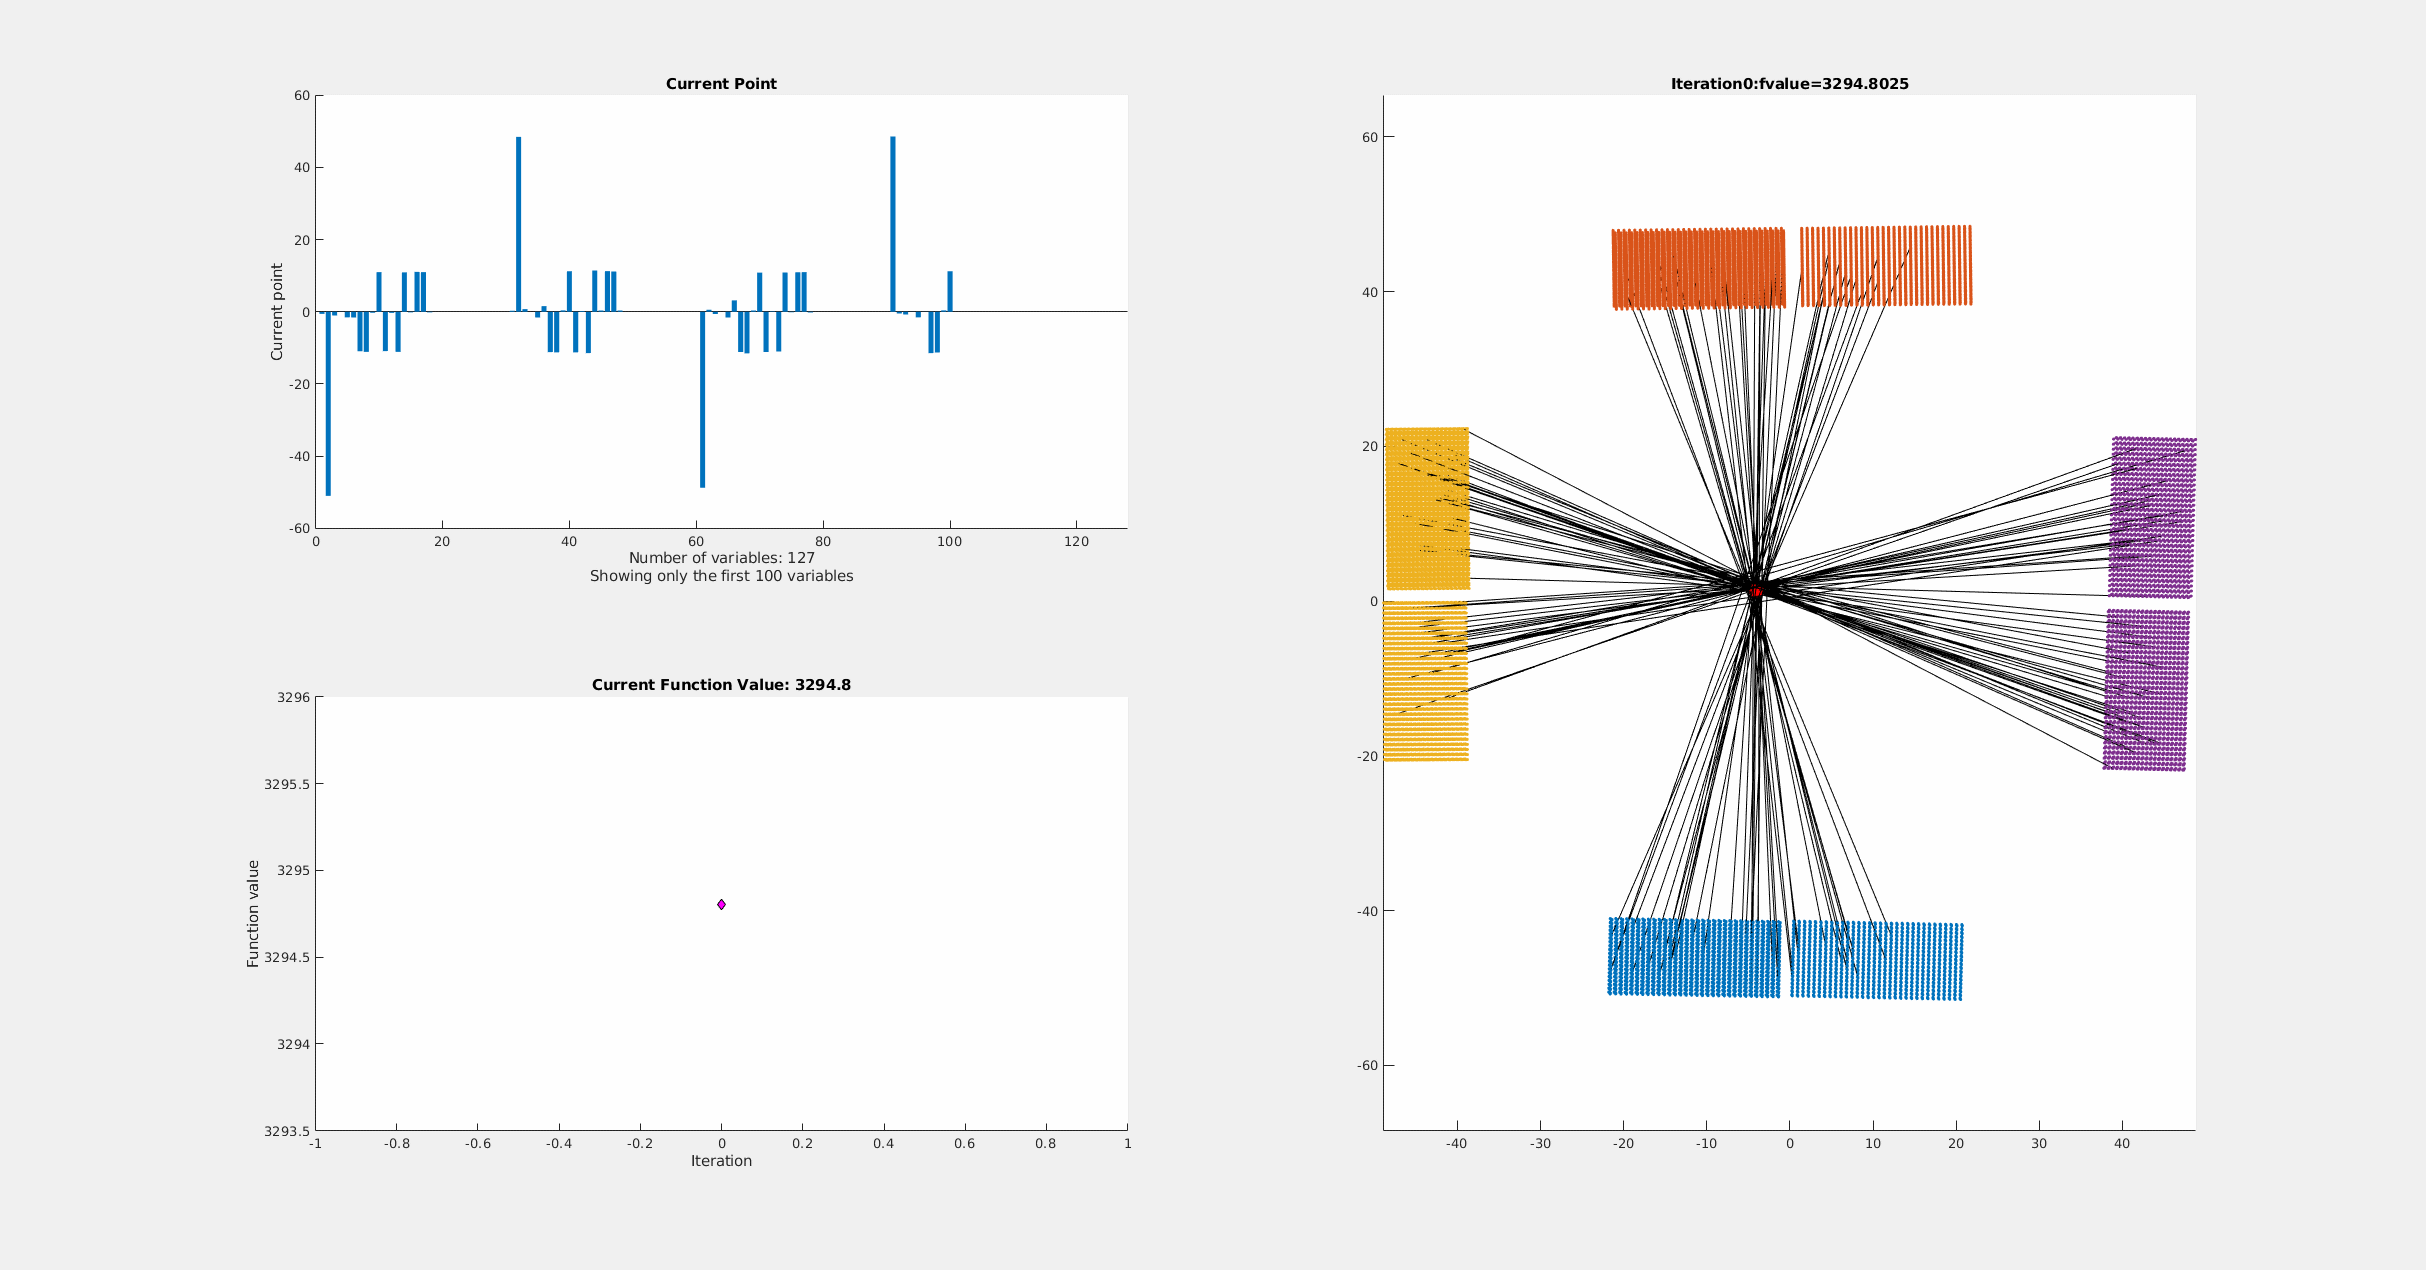 Current Point
60
40
20
0
-20
-40
-60
Current point
0 20 40 60 80 100 120
Number of variables: 127
Showing only the first 100 variables
Current Function Value: 3294.8
3296
3295.5
3295
3294.5
3294
3293.5
Function value
-1 -0.8 -0.6 -0.4 -0.2 0 0.2 0.4 0.6 0.8 1
Iteration
Iteration0:fvalue=3294.8025
60
40
20
0
-20
-40
-60
-40 -30 -20 -10 0 10 20 30 40